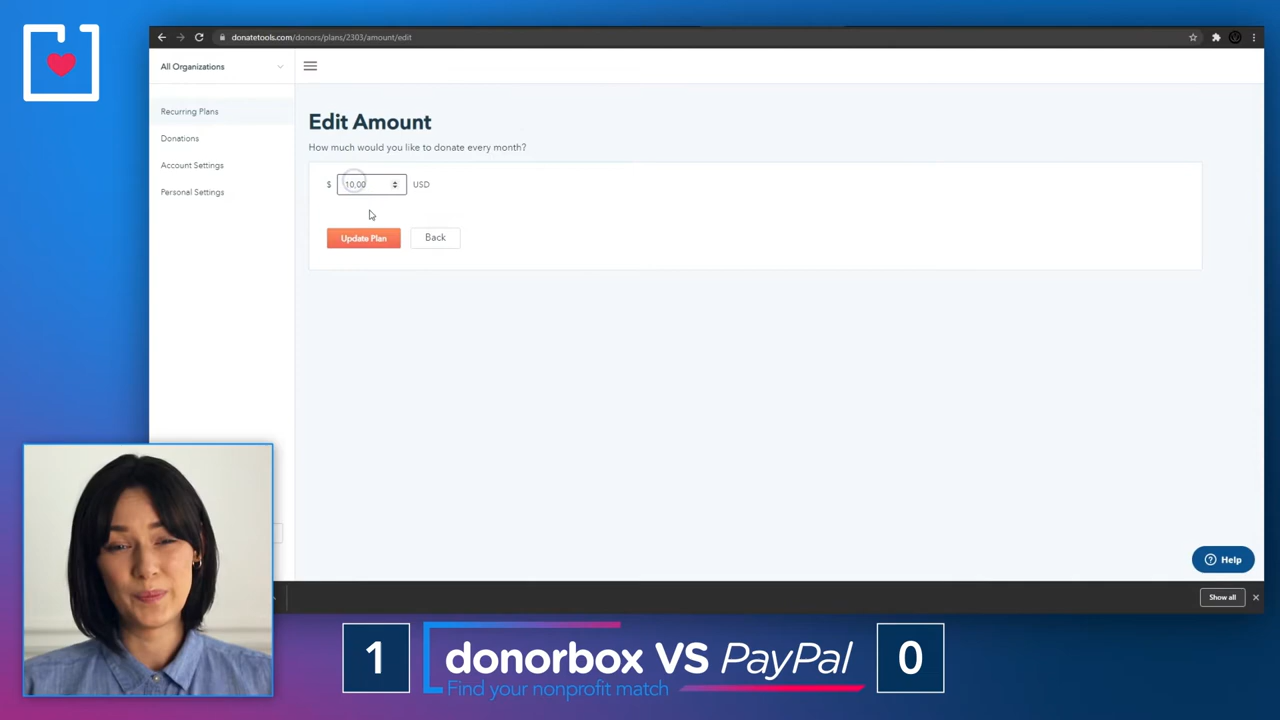 donatetools.com/donors/plans/2303/amount/edit
All Organizations
Recurring Plans
Donations
Account Settings
Personal Settings
Edit Amount
How much would you like to donate every month?
$ 10.00 USD
Update Plan Back
Help
Show all
1 donorbox VS PayPal 0
Find your nonprofit match